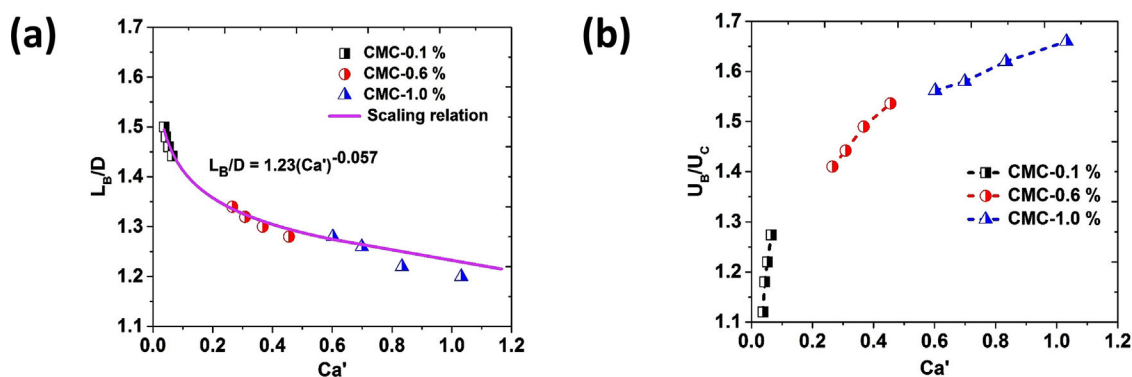 (a)
1.7
1.6
1.5
1.4
1.3
1.2
1.1
L_B/D
0.0 0.2 0.4 0.6 0.8 1.0 1.2
Ca'
CMC-0.1 %
CMC-0.6 %
CMC-1.0 %
Scaling relation
L_B/D = 1.23(Ca')^-0.057
(b)
1.7
1.6
1.5
1.4
1.3
1.2
1.1
U_B/U_C
0.0 0.2 0.4 0.6 0.8 1.0 1.2
Ca'
CMC-0.1 %
CMC-0.6 %
CMC-1.0 %